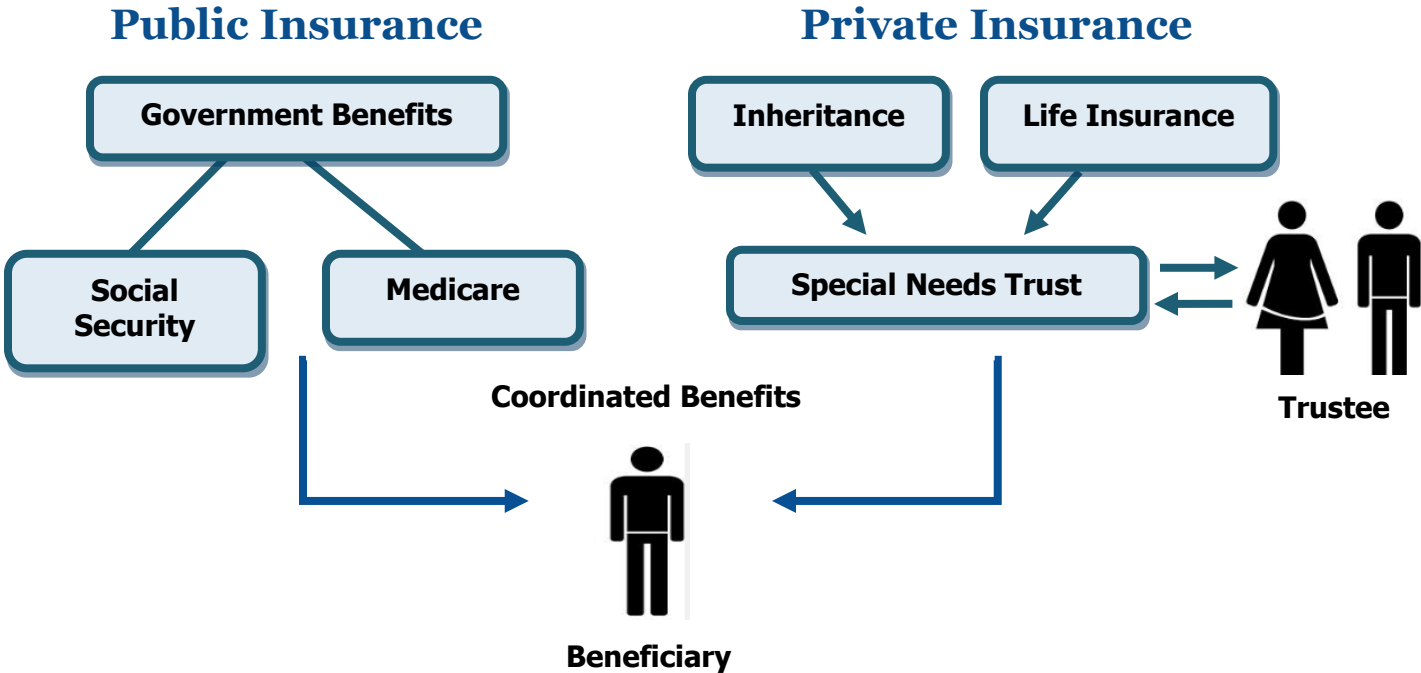 Public Insurance
Private Insurance
Government Benefits
Inheritance
Life Insurance
Social
Security
Medicare
Special Needs Trust
Coordinated Benefits
Trustee
Beneficiary